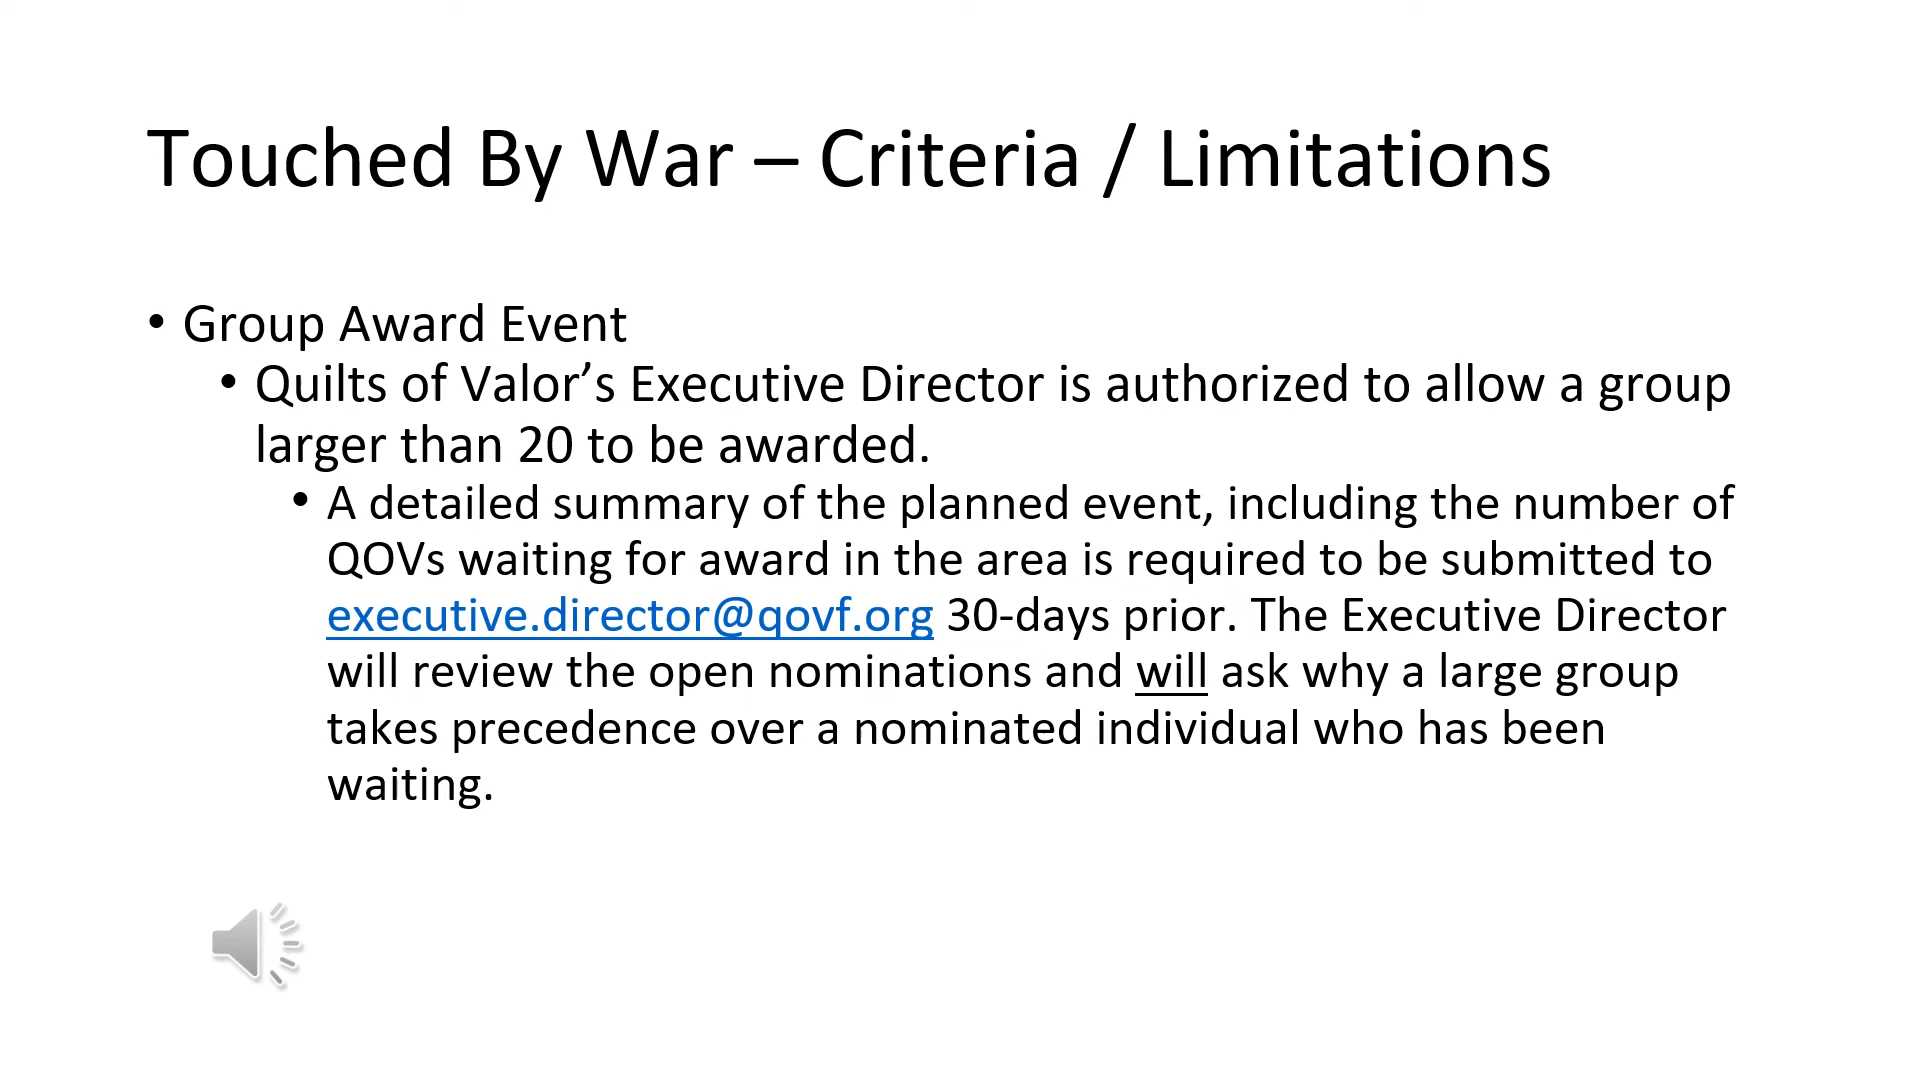 Touched By War – Criteria / Limitations
• Group Award Event
• Quilts of Valor’s Executive Director is authorized to allow a group
larger than 20 to be awarded.
• A detailed summary of the planned event, including the number of
QOVs waiting for award in the area is required to be submitted to
executive.director@qovf.org 30-days prior. The Executive Director
will review the open nominations and will ask why a large group
takes precedence over a nominated individual who has been
waiting.